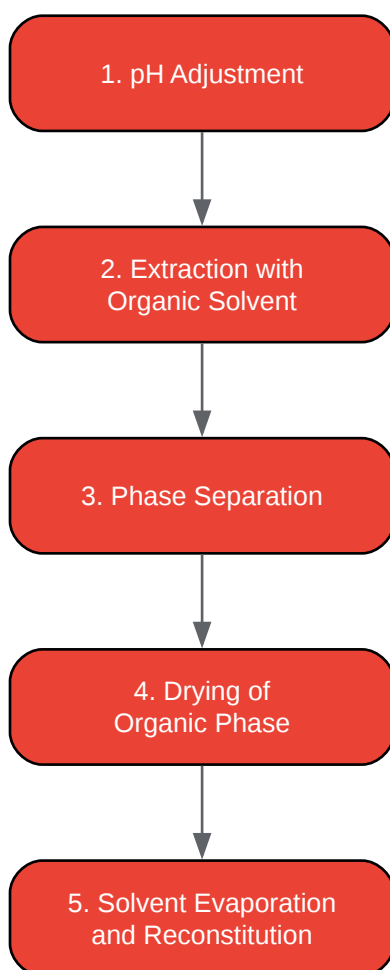 1. pH Adjustment
2. Extraction with
Organic Solvent
3. Phase Separation
4. Drying of
Organic Phase
5. Solvent Evaporation
and Reconstitution